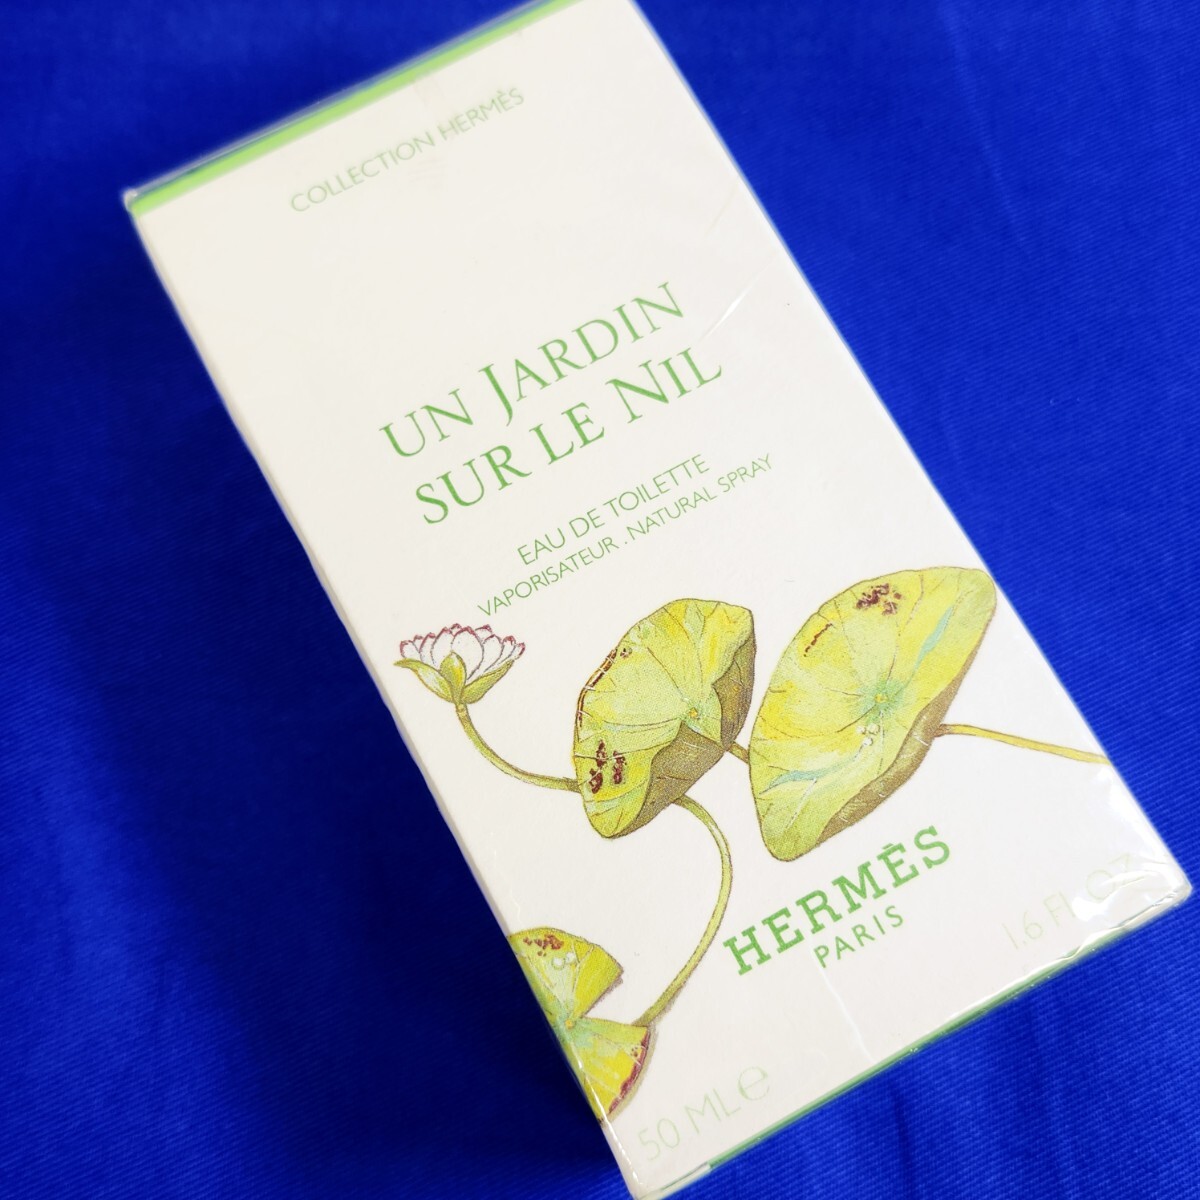 COLLECTION HERMÈS
UN JARDIN
SUR LE NIL
EAU DE TOILETTE
VAPORISATEUR . NATURAL SPRAY
HERMÈS
PARIS
50 ML ℮
1.6 Fl OZ